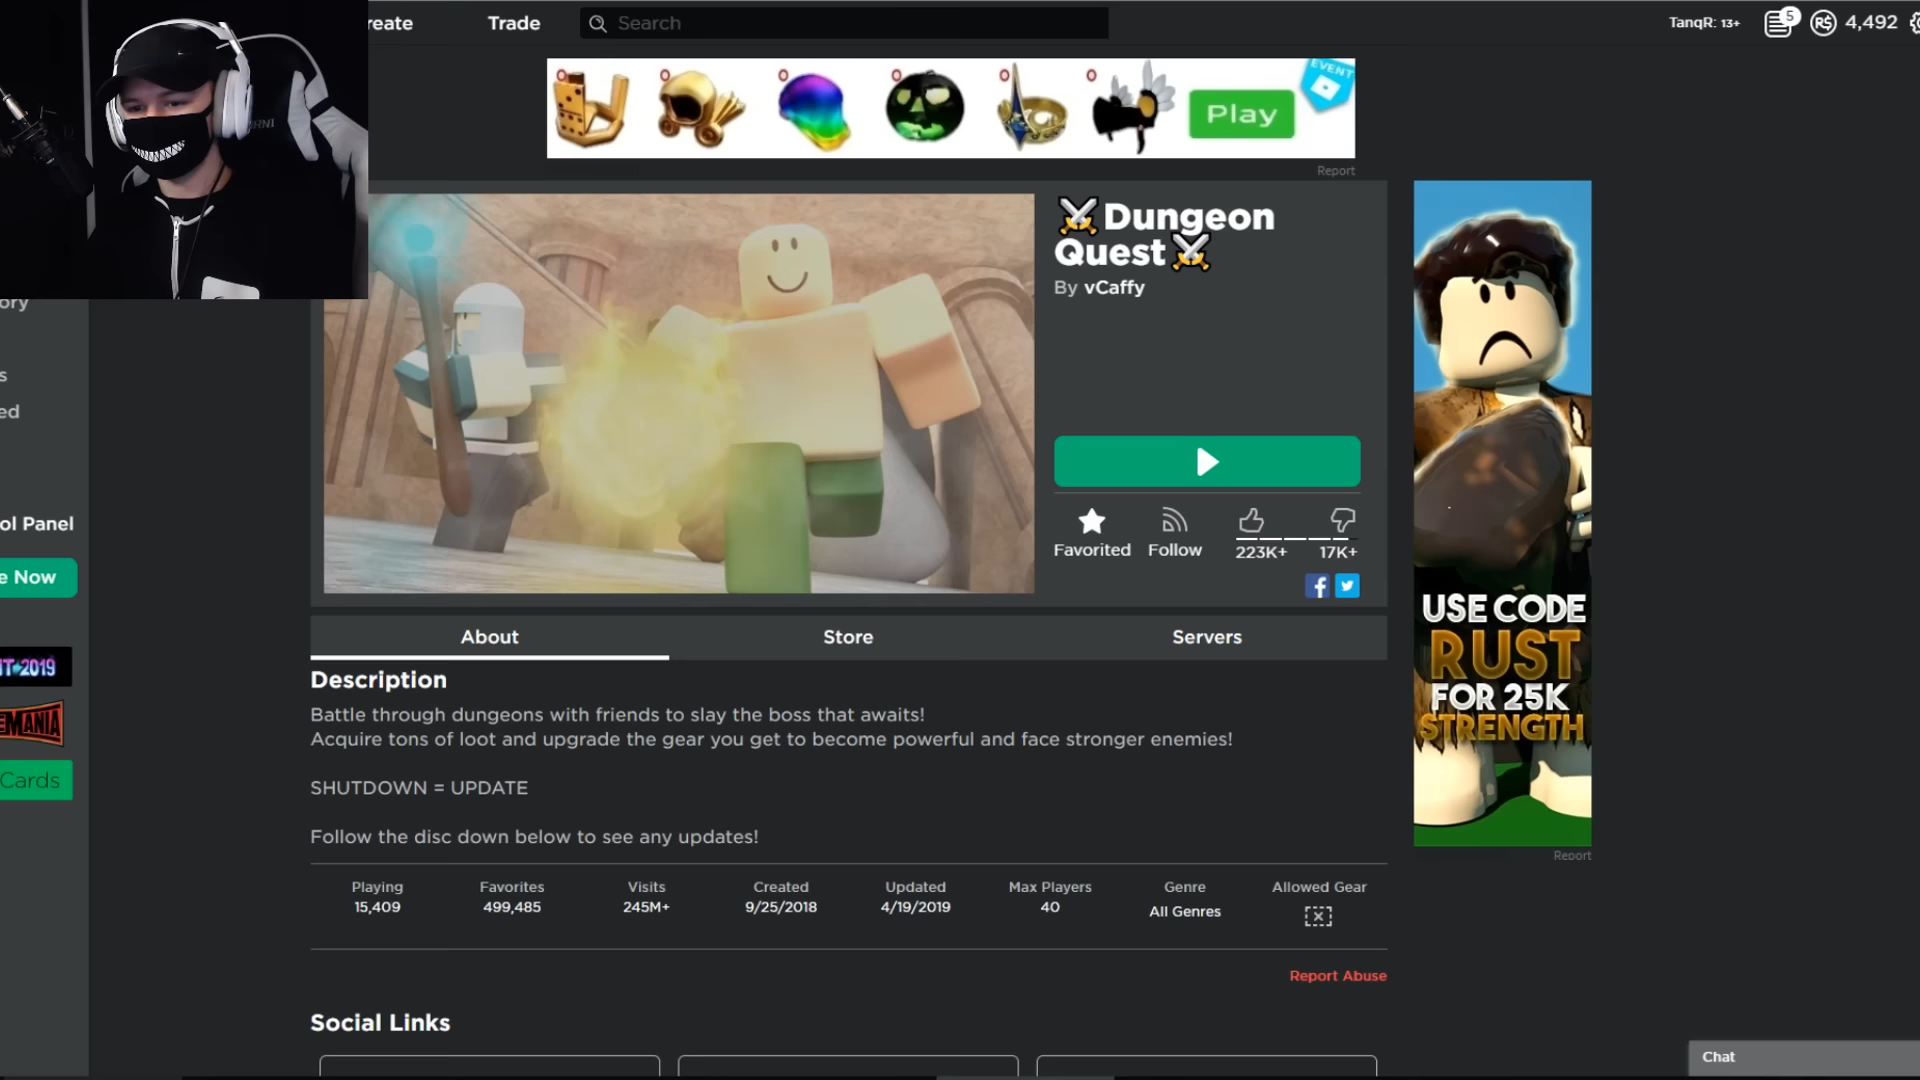 reate
Trade
Search
TanqR: 13+
5
4,492
EVENT
Play
Report
⚔Dungeon
Quest⚔
By vCaffy
ory
s
ed
ol Panel
e Now
IT 2019
EMANIA
Cards
Favorited
Follow
223K+
17K+
About
Store
Servers
Description
Battle through dungeons with friends to slay the boss that awaits!
Acquire tons of loot and upgrade the gear you get to become powerful and face stronger enemies!
SHUTDOWN = UPDATE
Follow the disc down below to see any updates!
Playing
Favorites
Visits
Created
Updated
Max Players
Genre
Allowed Gear
15,409
499,485
245M+
9/25/2018
4/19/2019
40
All Genres
Report Abuse
Social Links
USE CODE
RUST
FOR 25K
STRENGTH
Report
Chat